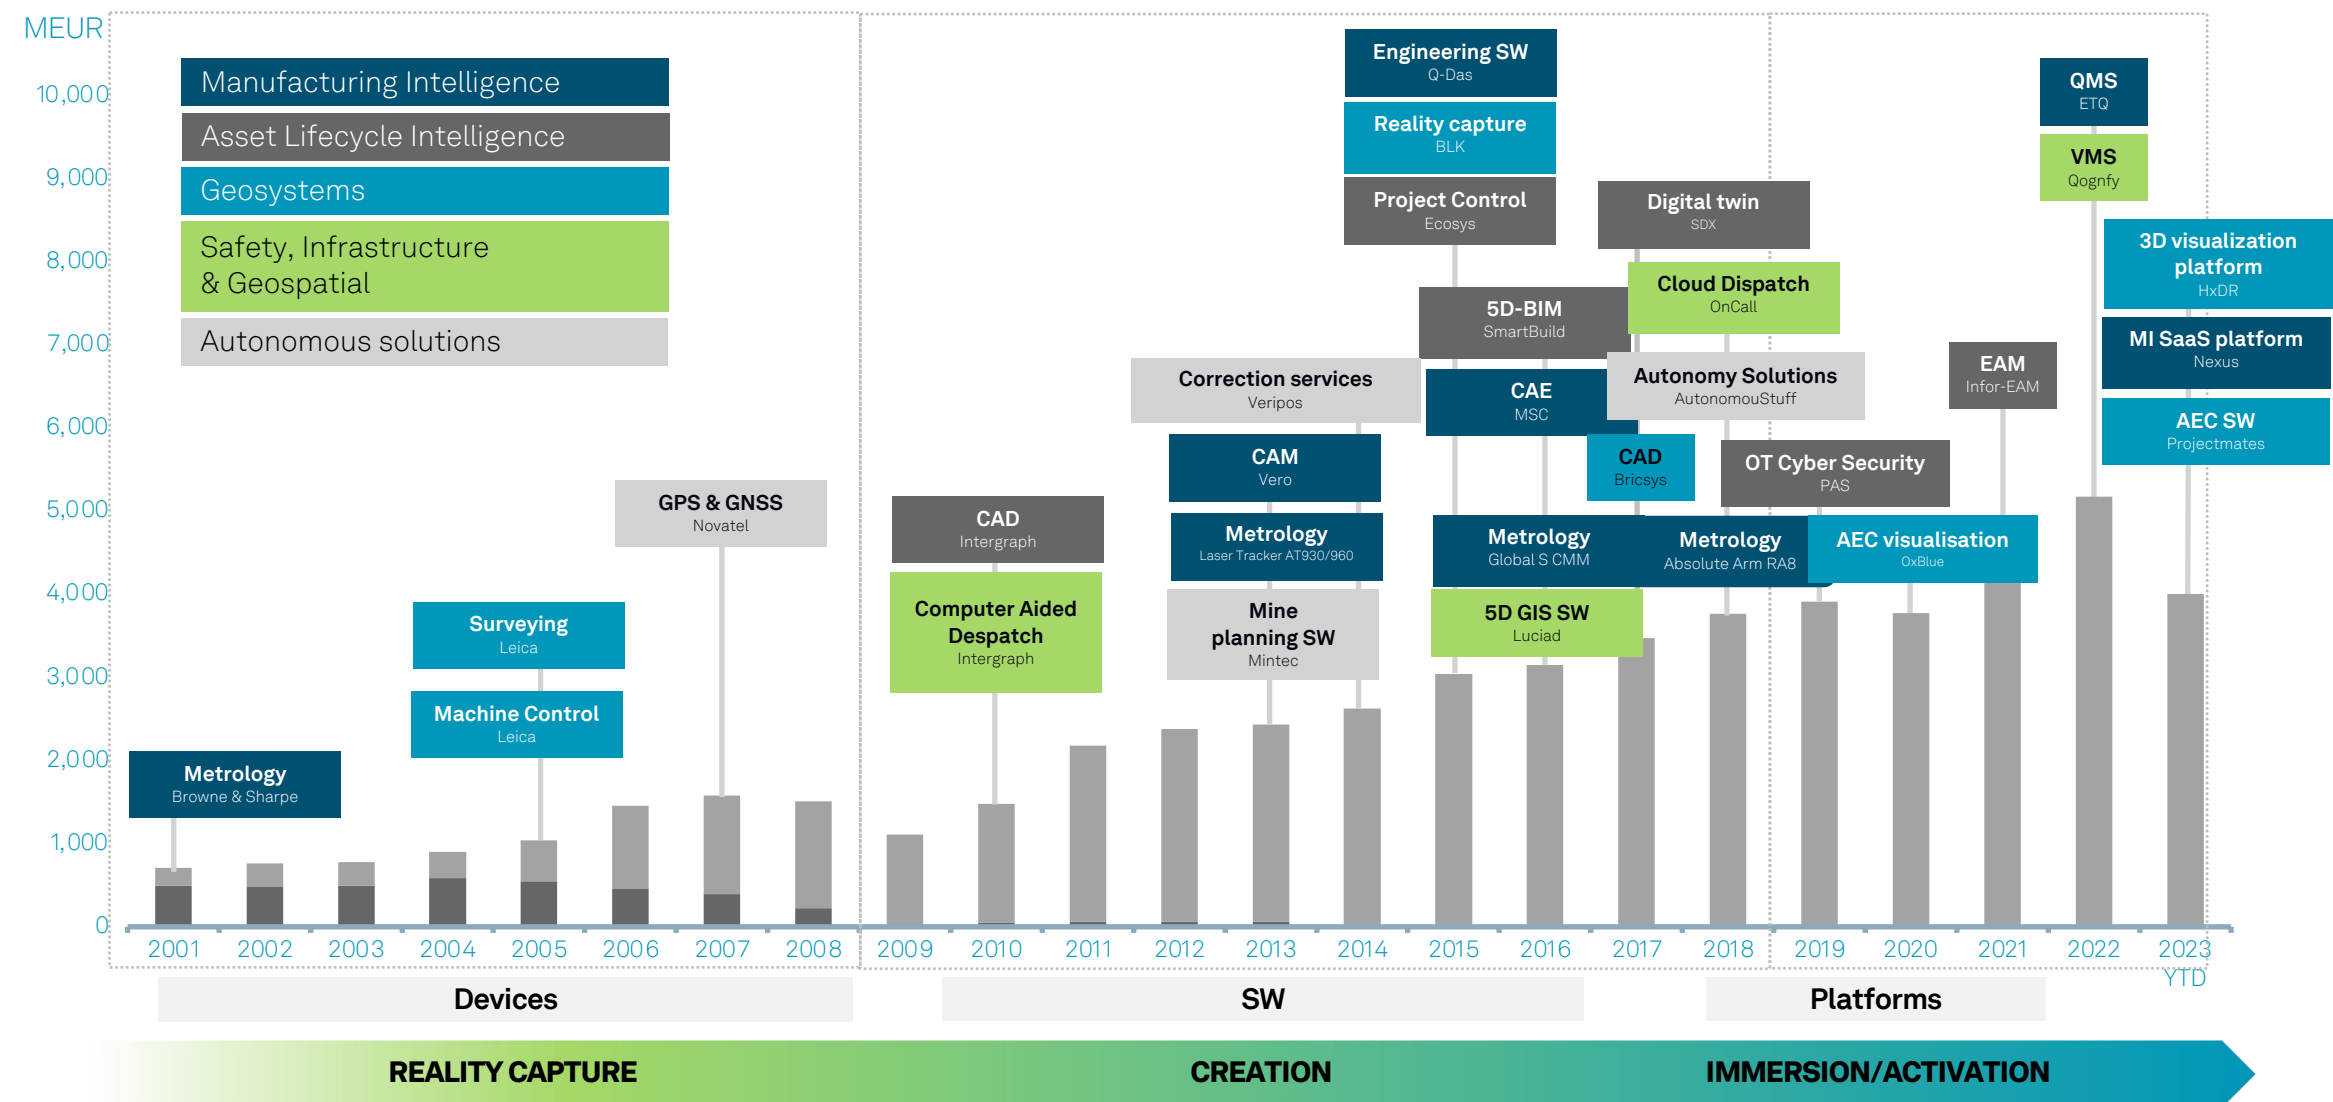 MEUR
10,000
9,000
8,000
7,000
6,000
5,000
4,000
3,000
2,000
1,000
0
Manufacturing Intelligence
Asset Lifecycle Intelligence
Geosystems
Safety, Infrastructure
& Geospatial
Autonomous solutions
Metrology
Browne & Sharpe
Surveying
Leica
Machine Control
Leica
GPS & GNSS
Novatel
CAD
Intergraph
Computer Aided
Despatch
Intergraph
Correction services
Veripos
CAM
Vero
Metrology
Laser Tracker AT930/960
Mine
planning SW
Mintec
Engineering SW
Q-Das
Reality capture
BLK
Project Control
Ecosys
5D-BIM
SmartBuild
CAE
MSC
Metrology
Global S CMM
5D GIS SW
Luciad
Digital twin
SDX
Cloud Dispatch
OnCall
Autonomy Solutions
AutonomouStuff
CAD
Bricsys
OT Cyber Security
PAS
Metrology
Absolute Arm RA8
AEC visualisation
OxBlue
EAM
Infor-EAM
QMS
ETQ
VMS
Qognfy
3D visualization
platform
HxDR
MI SaaS platform
Nexus
AEC SW
Projectmates
2001 2002 2003 2004 2005 2006 2007 2008 2009 2010 2011 2012 2013 2014 2015 2016 2017 2018 2019 2020 2021 2022 2023
YTD
Devices SW Platforms
REALITY CAPTURE CREATION IMMERSION/ACTIVATION